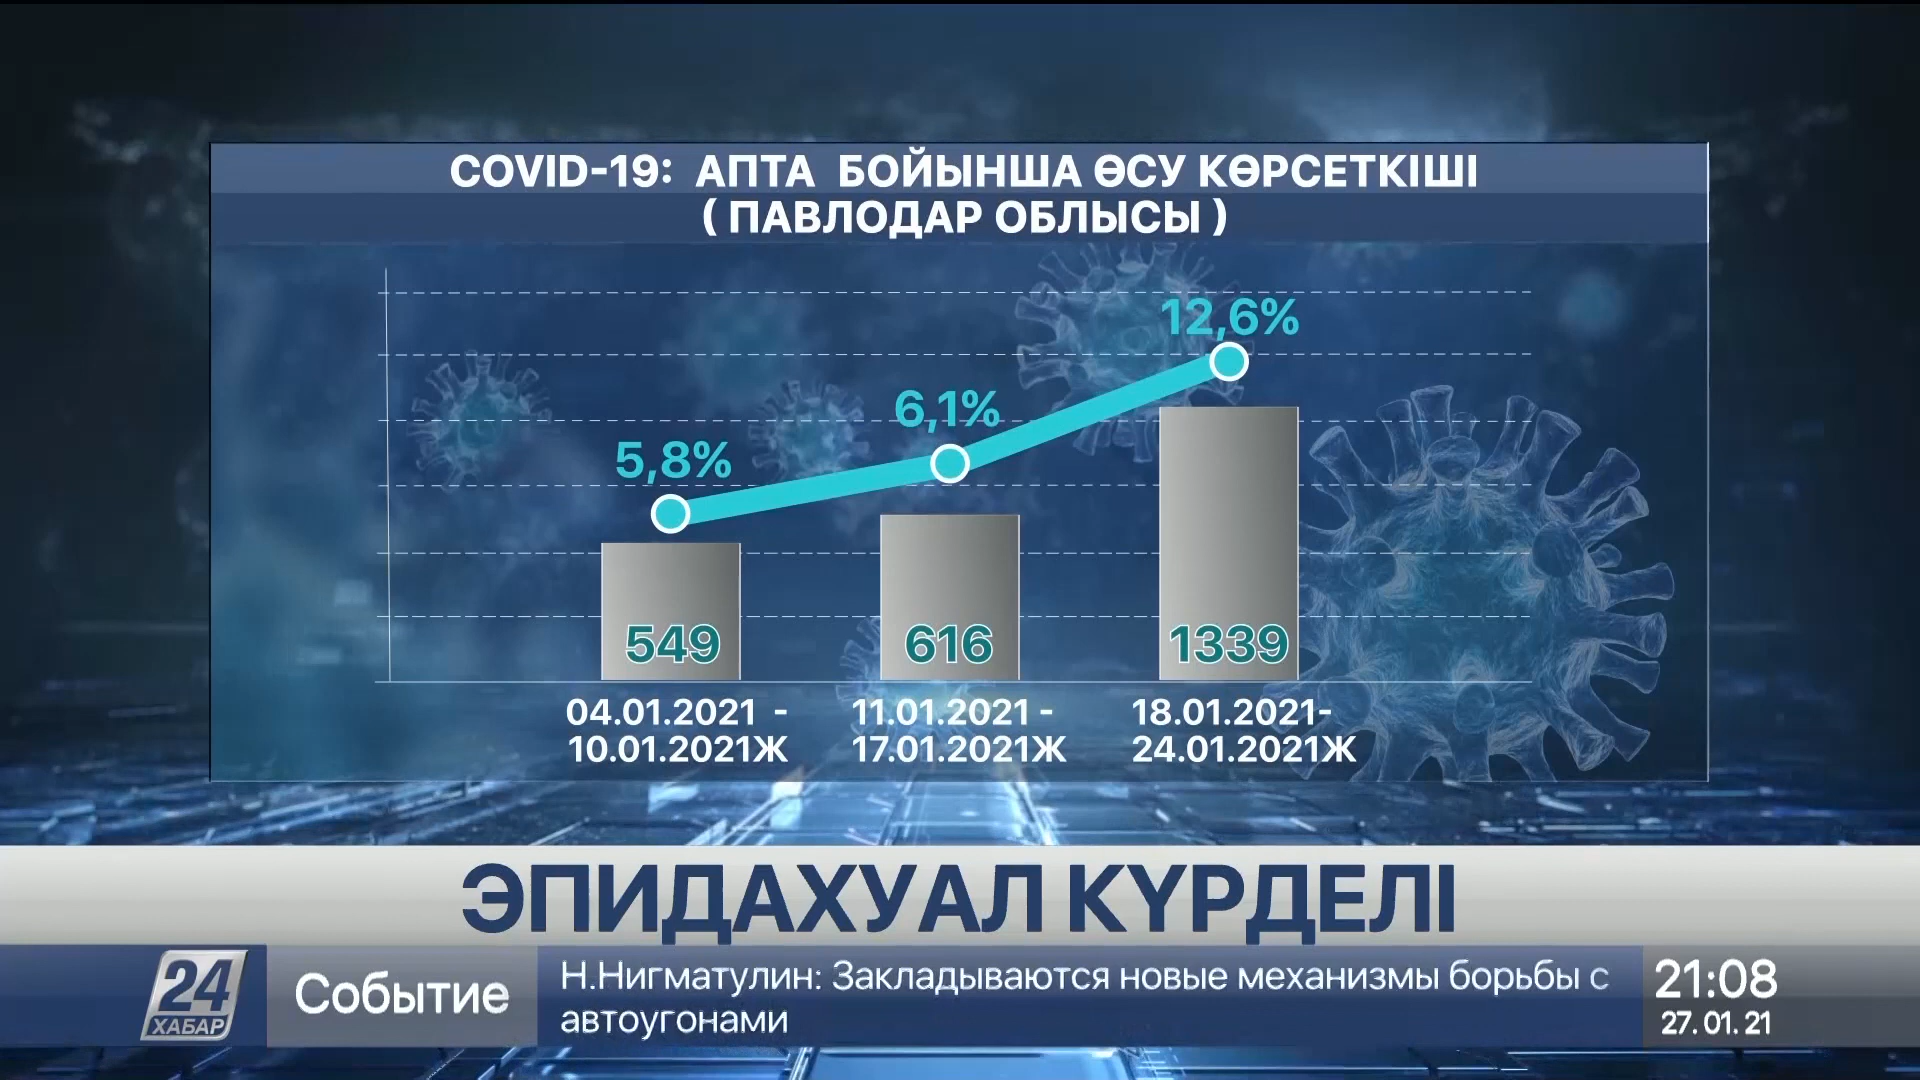 COVID-19: АПТА БОЙЫНША ӨСУ КӨРСЕТКІШІ
( ПАВЛОДАР ОБЛЫСЫ )
12,6%
6,1%
5,8%
549
616
1339
04.01.2021 -
10.01.2021Ж
11.01.2021 -
17.01.2021Ж
18.01.2021-
24.01.2021Ж
ЭПИДАХУАЛ КҮРДЕЛІ
24
ХАБАР
Событие
Н.Нигматулин: Закладываются новые механизмы борьбы с
автоугонами
21:08
27. 01. 21